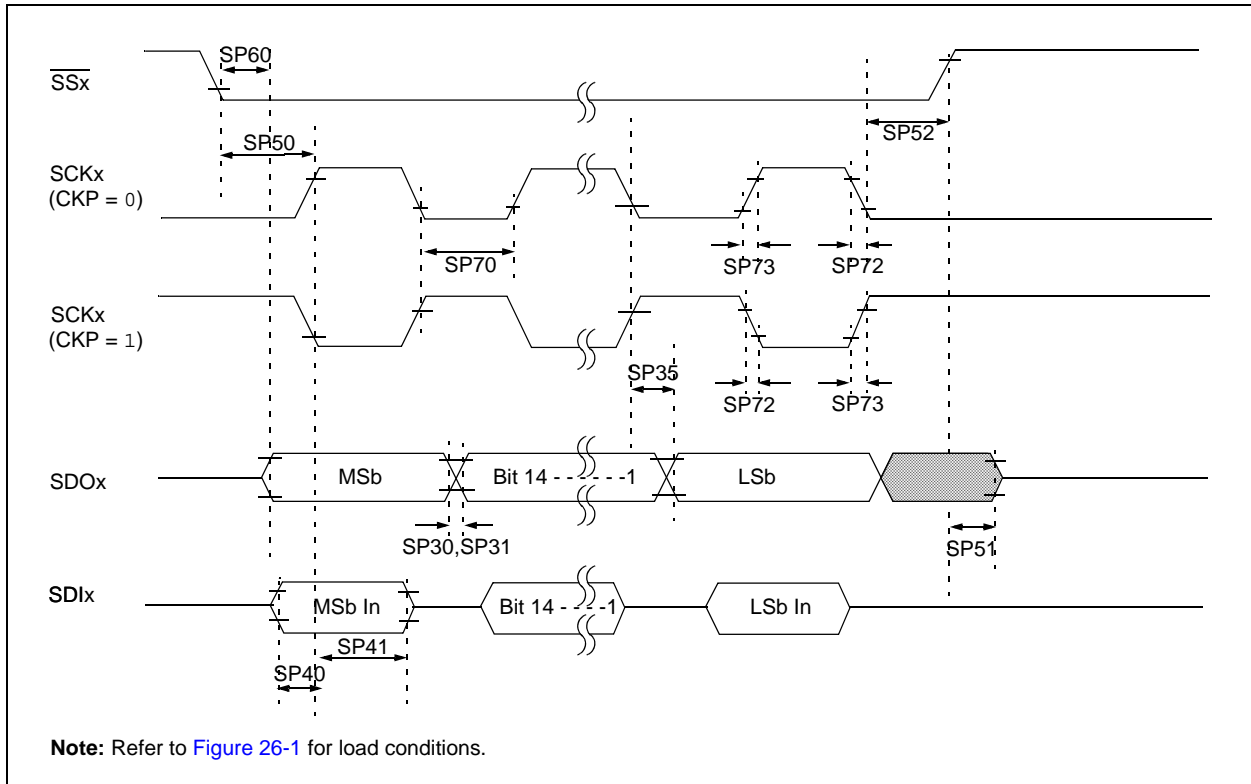 SP60
SSx
SP50
SP52
SCKx
(CKP = 0)
SP70
SP73
SP72
SCKx
(CKP = 1)
SP35
SP72
SP73
SDOx
MSb
Bit 14 - - - - - -1
LSb
SP30,SP31
SP51
SDIx
MSb In
Bit 14 - - - -1
LSb In
SP41
SP40
Note: Refer to Figure 26-1 for load conditions.